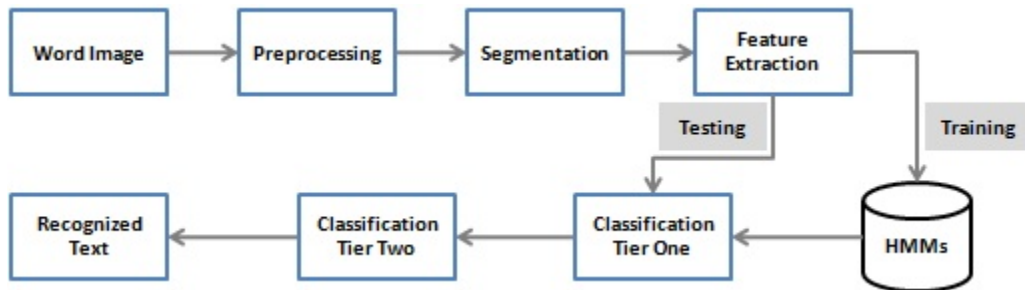 Word Image
Preprocessing
Segmentation
Feature
Extraction
Testing
Training
Recognized
Text
Classification
Tier Two
Classification
Tier One
HMMs